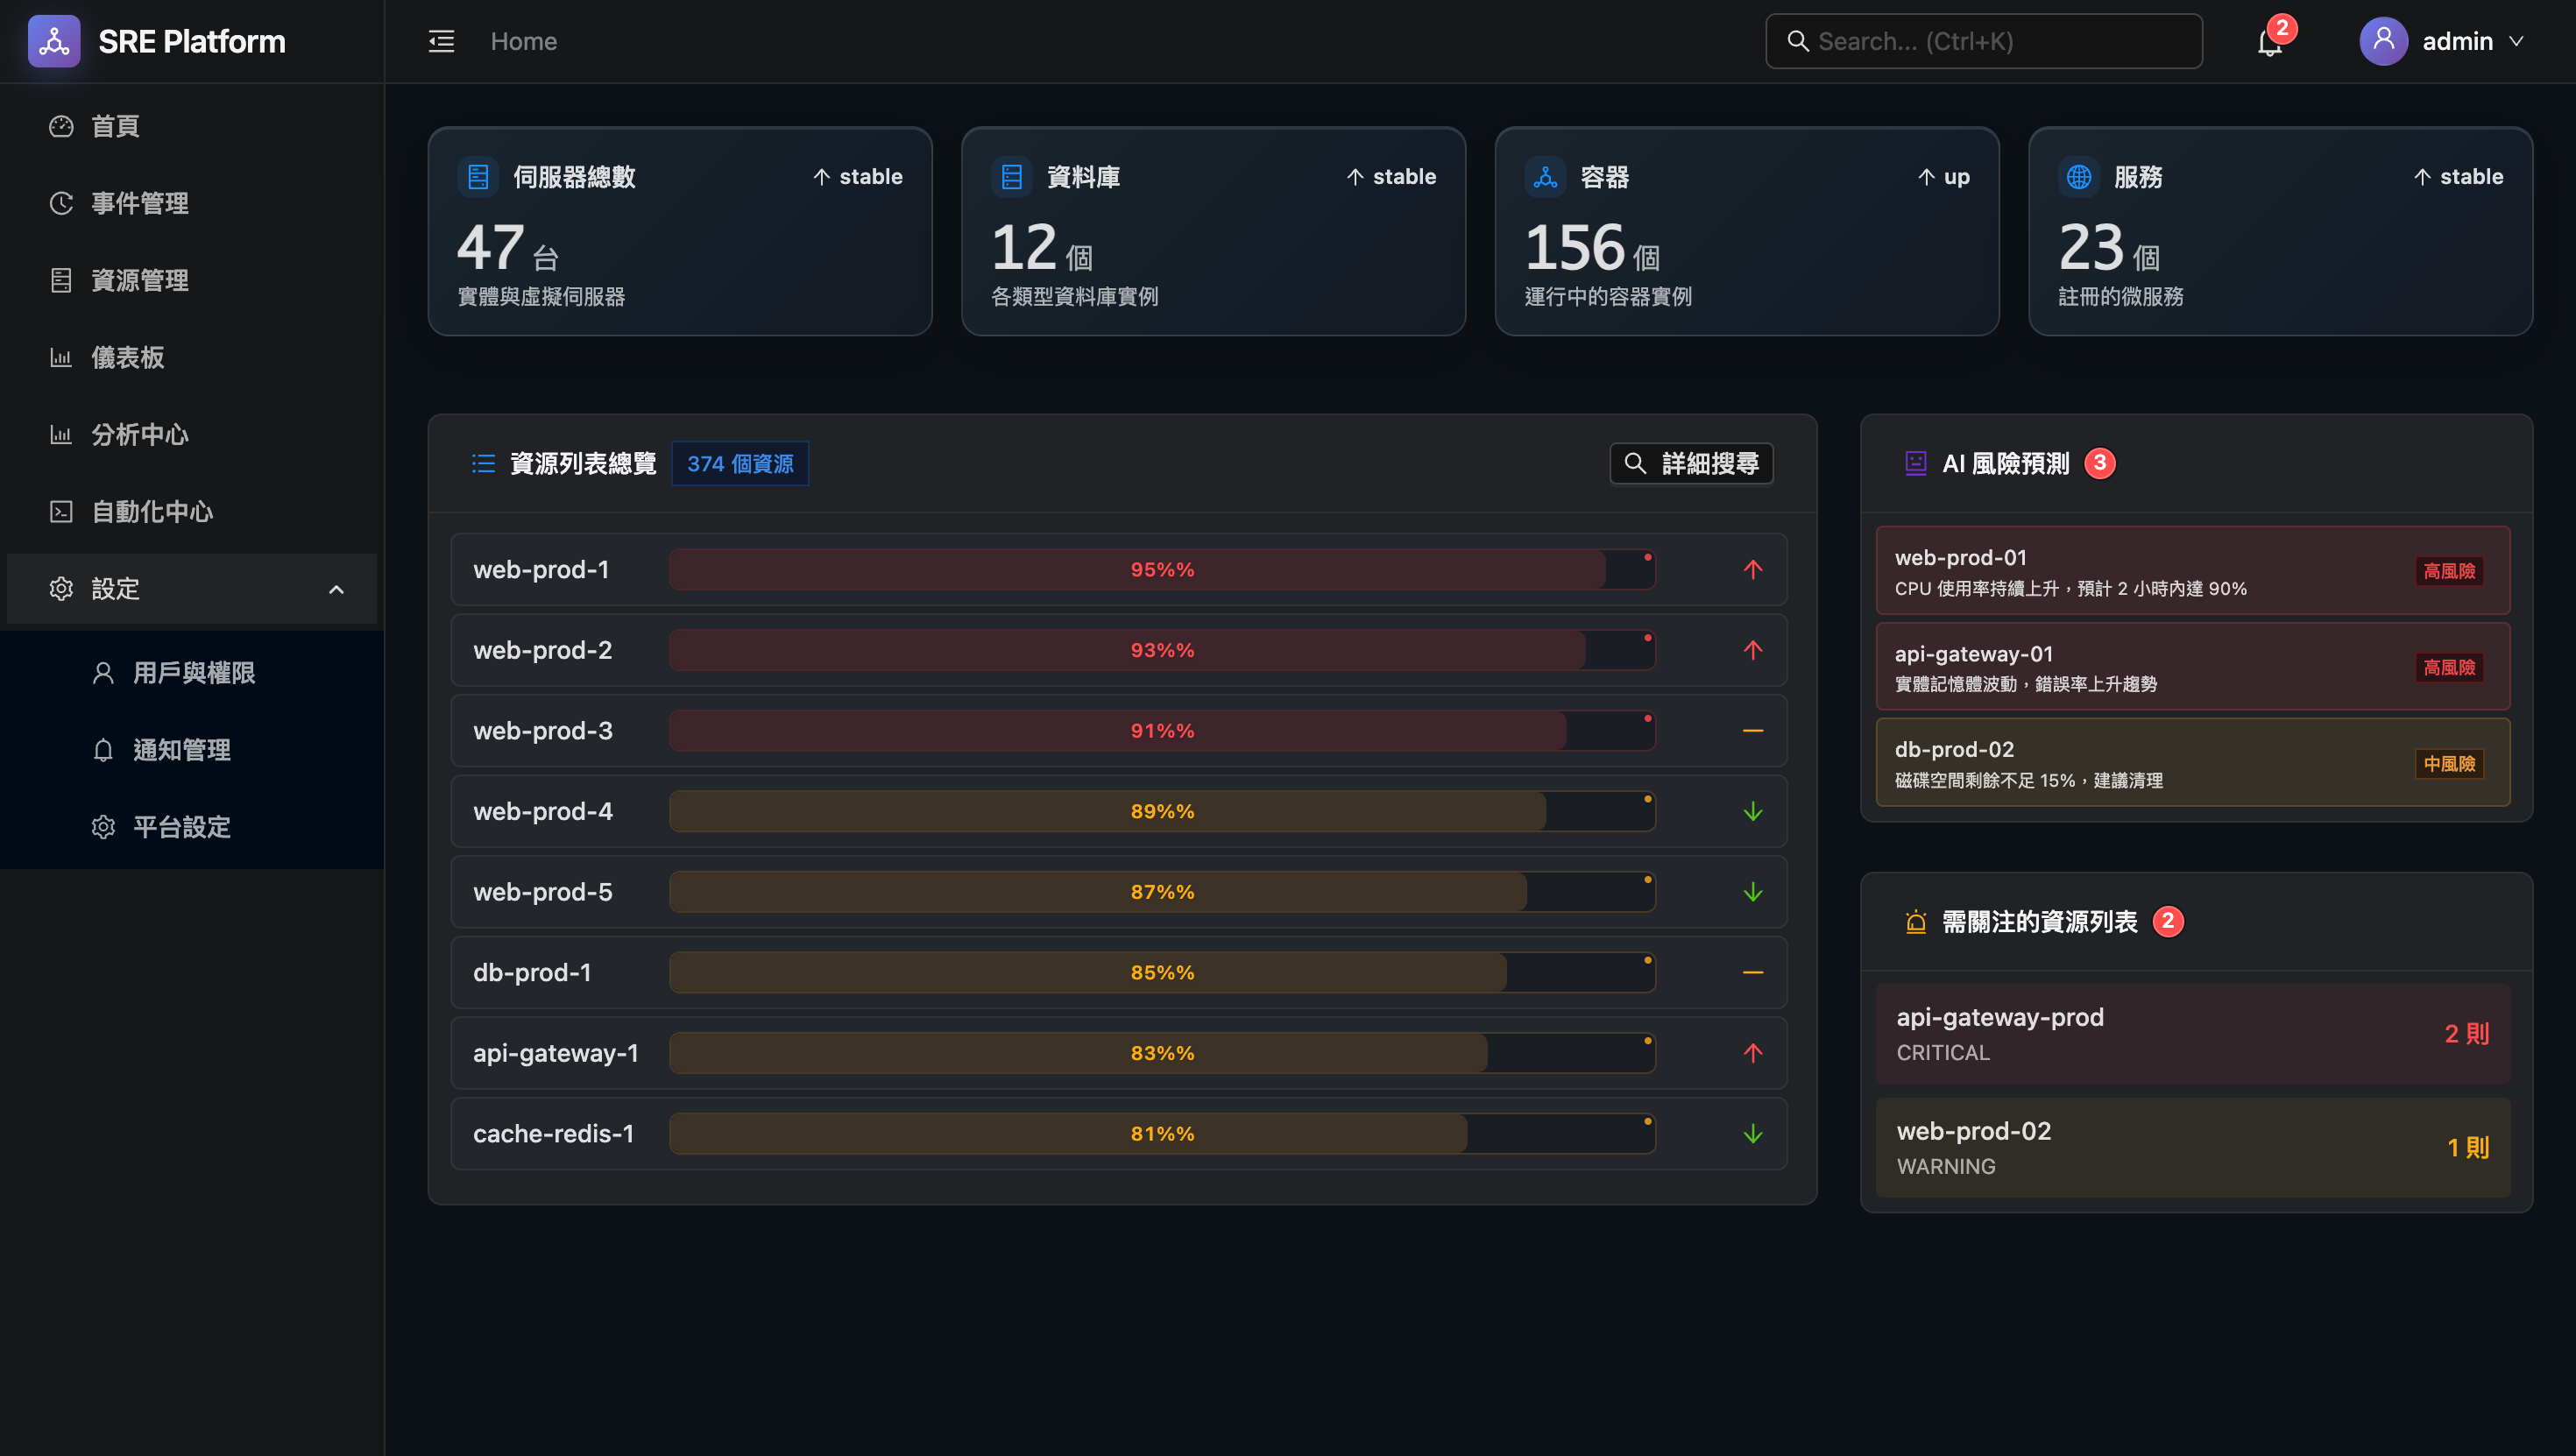 SRE Platform
Home
Search... (Ctrl+K)
2
admin
首頁
事件管理
資源管理
儀表板
分析中心
自動化中心
設定
用戶與權限
通知管理
平台設定
伺服器總數
stable
47 台
實體與虛擬伺服器
資料庫
stable
12 個
各類型資料庫實例
容器
up
156 個
運行中的容器實例
服務
stable
23 個
註冊的微服務
資源列表總覽 374 個資源
詳細搜尋
web-prod-1 95%%
web-prod-2 93%%
web-prod-3 91%%
web-prod-4 89%%
web-prod-5 87%%
db-prod-1 85%%
api-gateway-1 83%%
cache-redis-1 81%%
AI 風險預測 3
web-prod-01
CPU 使用率持續上升，預計 2 小時內達 90%
高風險
api-gateway-01
實體記憶體波動，錯誤率上升趨勢
高風險
db-prod-02
磁碟空間剩餘不足 15%，建議清理
中風險
需關注的資源列表 2
api-gateway-prod
CRITICAL
2 則
web-prod-02
WARNING
1 則